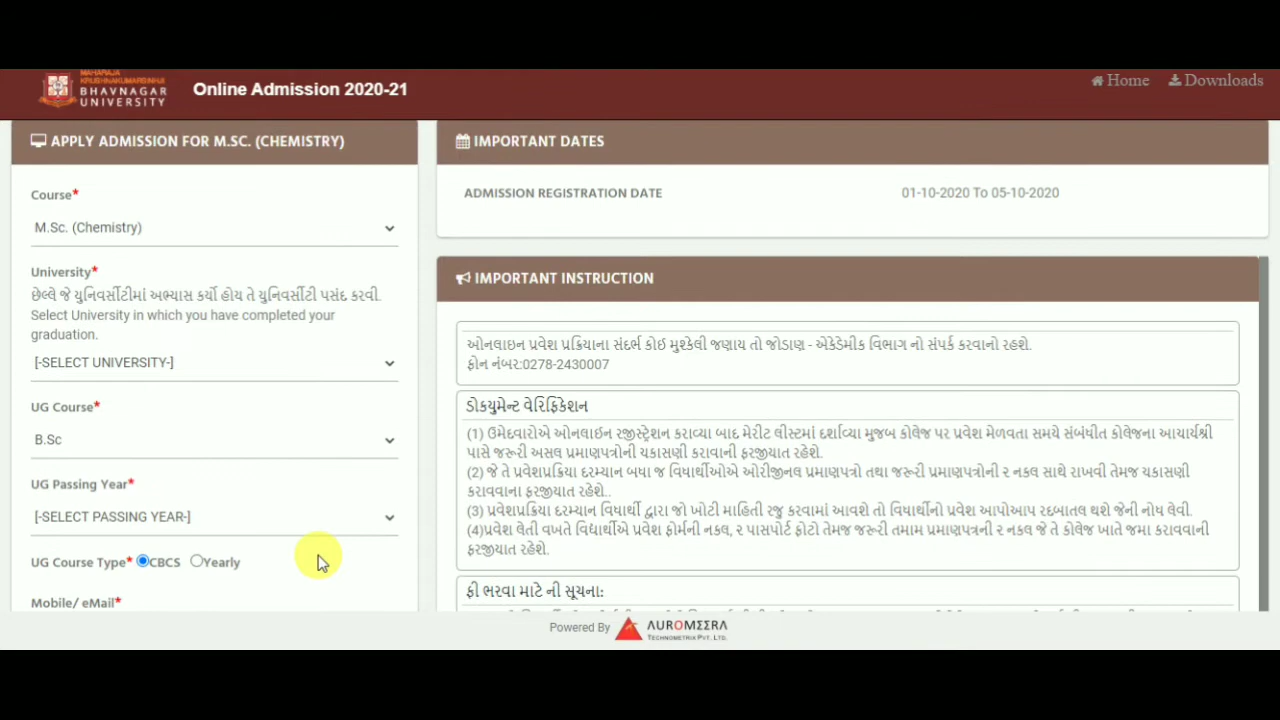 MAHARAJA
KRUSHNAKUMARSINHJI
BHAVNAGAR
UNIVERSITY
Online Admission 2020-21
Home
Downloads
APPLY ADMISSION FOR M.SC. (CHEMISTRY)
Course*
M.Sc. (Chemistry)
University*
છેલ્લે જે યુનિવર્સીટીમાં અભ્યાસ કર્યો હોય તે યુનિવર્સીટી પસંદ કરવી.
Select University in which you have completed your
graduation.
[-SELECT UNIVERSITY-]
UG Course*
B.Sc
UG Passing Year*
[-SELECT PASSING YEAR-]
UG Course Type* CBCS Yearly
Mobile/ eMail*
IMPORTANT DATES
ADMISSION REGISTRATION DATE 01-10-2020 To 05-10-2020
IMPORTANT INSTRUCTION
ઓનલાઇન પ્રવેશ પ્રક્રિયાના સંદર્ભ કોઈ મુશ્કેલી જણાય તો જોડાણ - એકેડેમીક વિભાગ નો સંપર્ક કરવાનો રહશે.
ફોન નંબર:0278-2430007
ડોકયુમેન્ટ વેરિફિકેશન
(1) ઉમેદવારોએ ઓનલાઈન રજીસ્ટ્રેશન કરાવ્યા બાદ મેરીટ લીસ્ટમાં દર્શાવ્યા મુજબ કોલેજ પર પ્રવેશ મેળવતા સમયે સંબંધીત કોલેજના આચાર્યશ્રી
પાસે જરૂરી અસલ પ્રમાણપત્રોની ચકાસણી કરાવાની ફરજીયાત રહેશે.
(2) જે તે પ્રવેશપ્રક્રિયા દરમ્યાન બધા જ વિદ્યાર્થીઓએ ઓરીજીનલ પ્રમાણપત્રો તથા જરૂરી પ્રમાણપત્રોની ૨ નકલ સાથે રાખવી તેમજ ચકાસણી
કરાવવાના ફરજીયાત રહેશે..
(3) પ્રવેશપ્રક્રિયા દરમ્યાન વિદ્યાર્થી દ્વારા જો ખોટી માહિતી રજુ કરવામાં આવશે તો વિદ્યાર્થીનો પ્રવેશ આપોઆપ રદબાતલ થશે જેની નોધ લેવી.
(4)પ્રવેશ લેતી વખતે વિદ્યાર્થીએ પ્રવેશ ફોર્મની નકલ, ૨ પાસપોર્ટ ફોટો તેમજ જરૂરી તમામ પ્રમાણપત્રની ૨ નકલ જે તે કોલેજ ખાતે જમા કરાવવાની
ફરજીયાત રહેશે.
ફી ભરવા માટે ની સૂચના:
Powered By AUROMEERA
TECHNOMETRIX PVT. LTD.